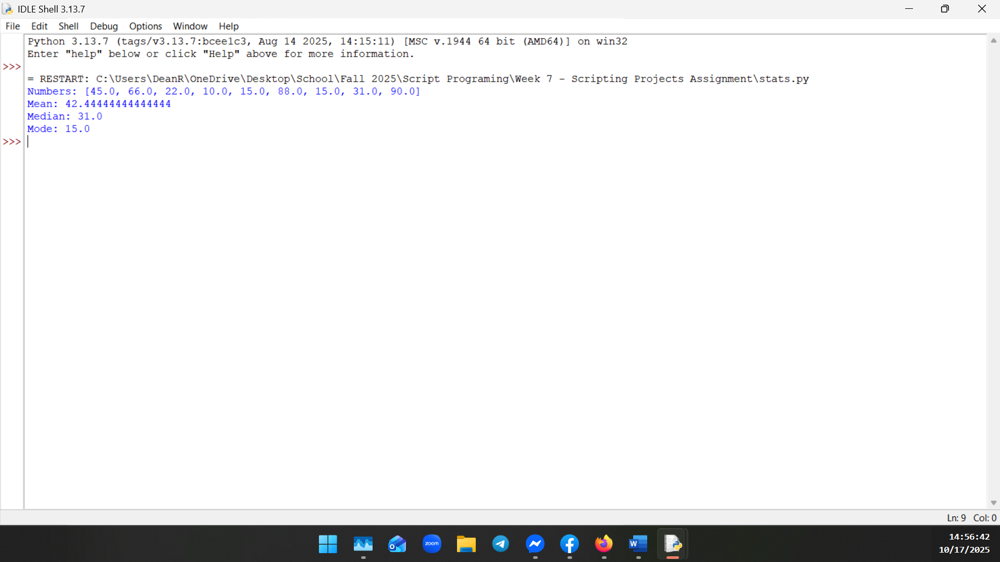 IDLE Shell 3.13.7
File Edit Shell Debug Options Window Help
Python 3.13.7 (tags/v3.13.7:bcee1c3, Aug 14 2025, 14:15:11) [MSC v.1944 64 bit (AMD64)] on win32
Enter "help" below or click "Help" above for more information.
>>>
= RESTART: C:\Users\DeanR\OneDrive\Desktop\School\Fall 2025\Script Programing\Week 7 - Scripting Projects Assignment\stats.py
Numbers: [45.0, 66.0, 22.0, 10.0, 15.0, 88.0, 15.0, 31.0, 90.0]
Mean: 42.44444444444444
Median: 31.0
Mode: 15.0
>>>
Ln: 9 Col: 0
zoom
W
14:56:42
10/17/2025